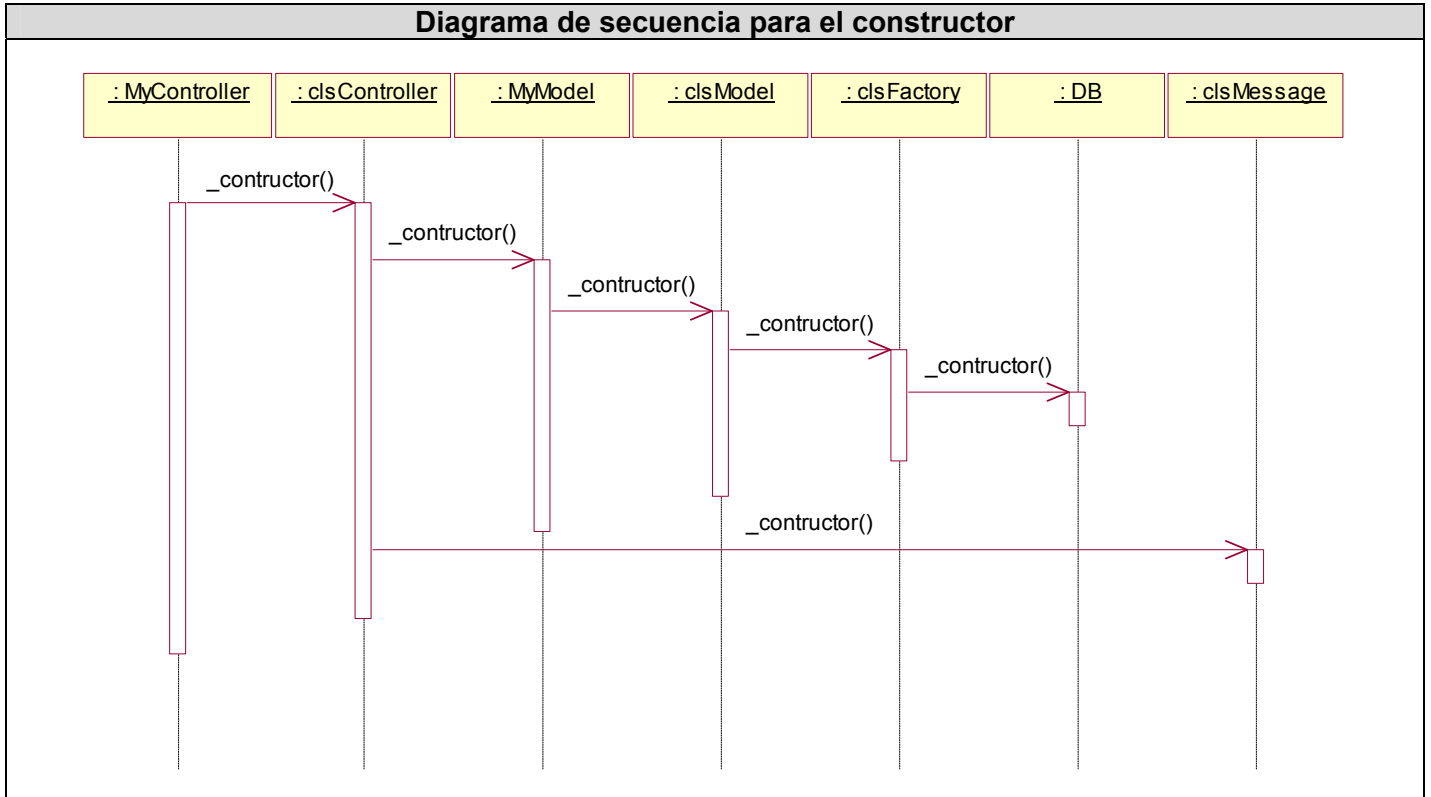 Diagrama de secuencia para el constructor
: MyController : clsController : MyModel : clsModel : clsFactory : DB : clsMessage
_contructor()
_contructor()
_contructor()
_contructor()
_contructor()
_contructor()